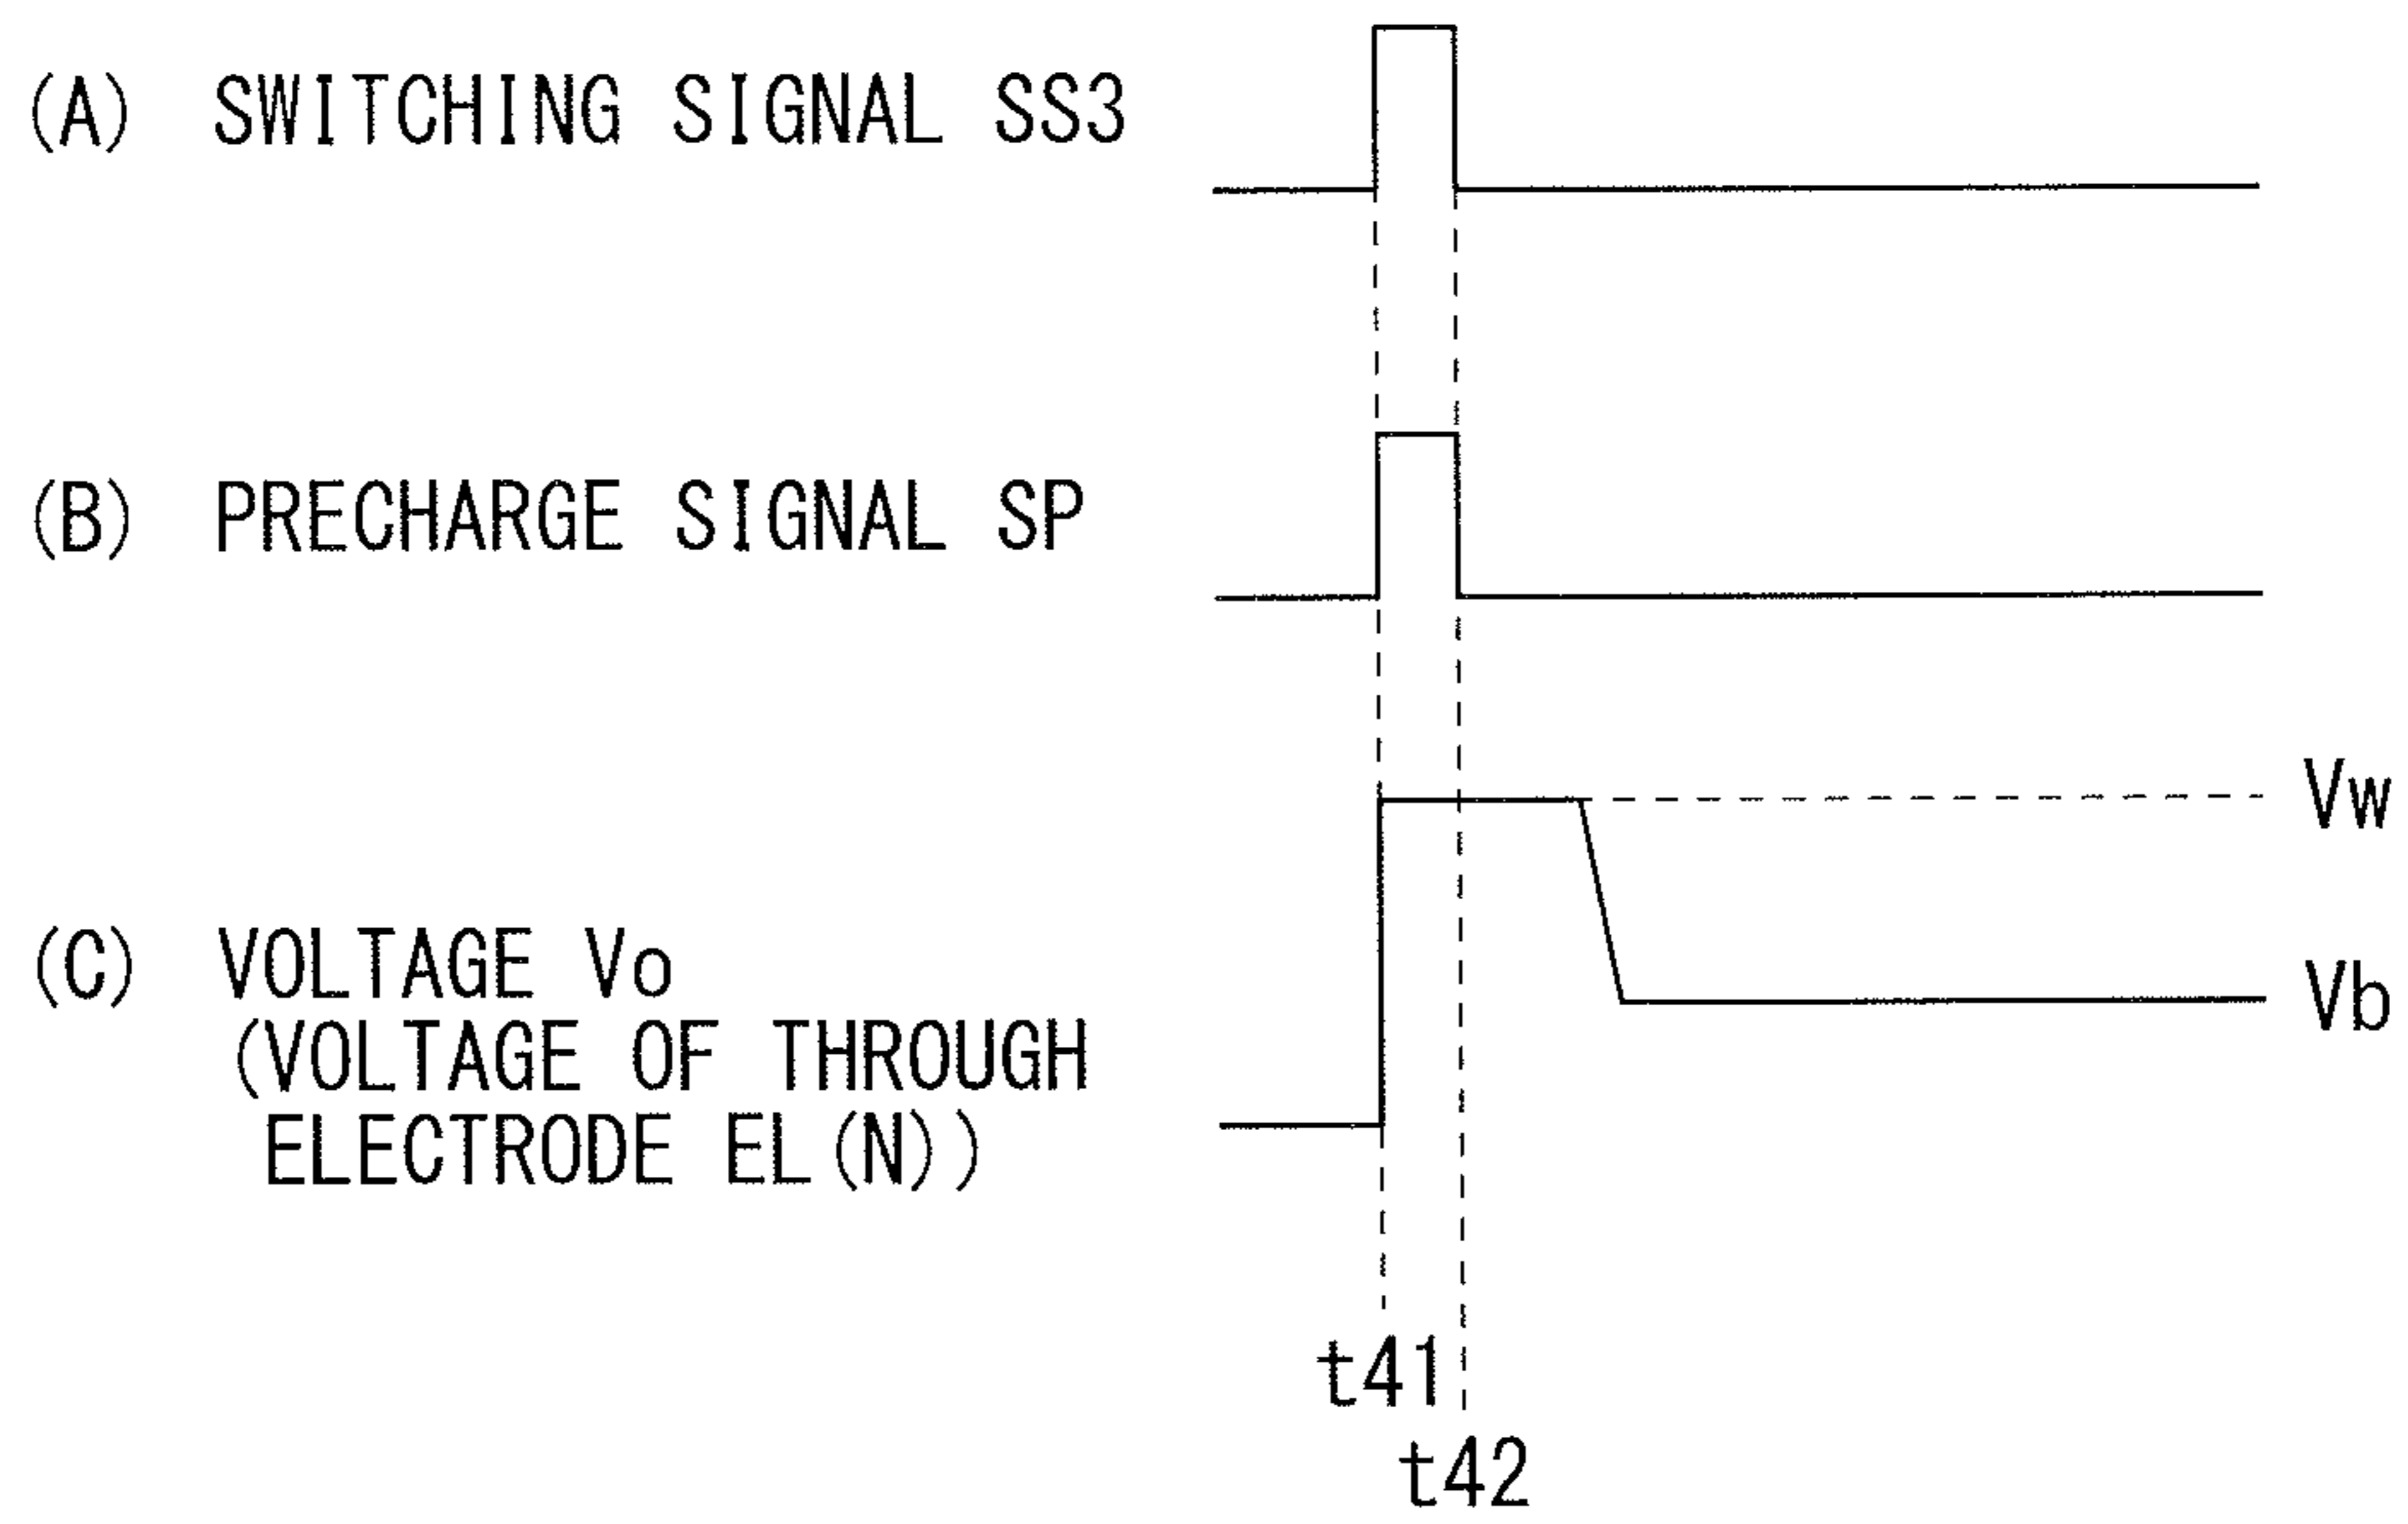 (A) SWITCHING SIGNAL SS3
(B) PRECHARGE SIGNAL SP
Vw
(C) VOLTAGE Vo
Vb
(VOLTAGE OF THROUGH
ELECTRODE EL(N))
t41
t42